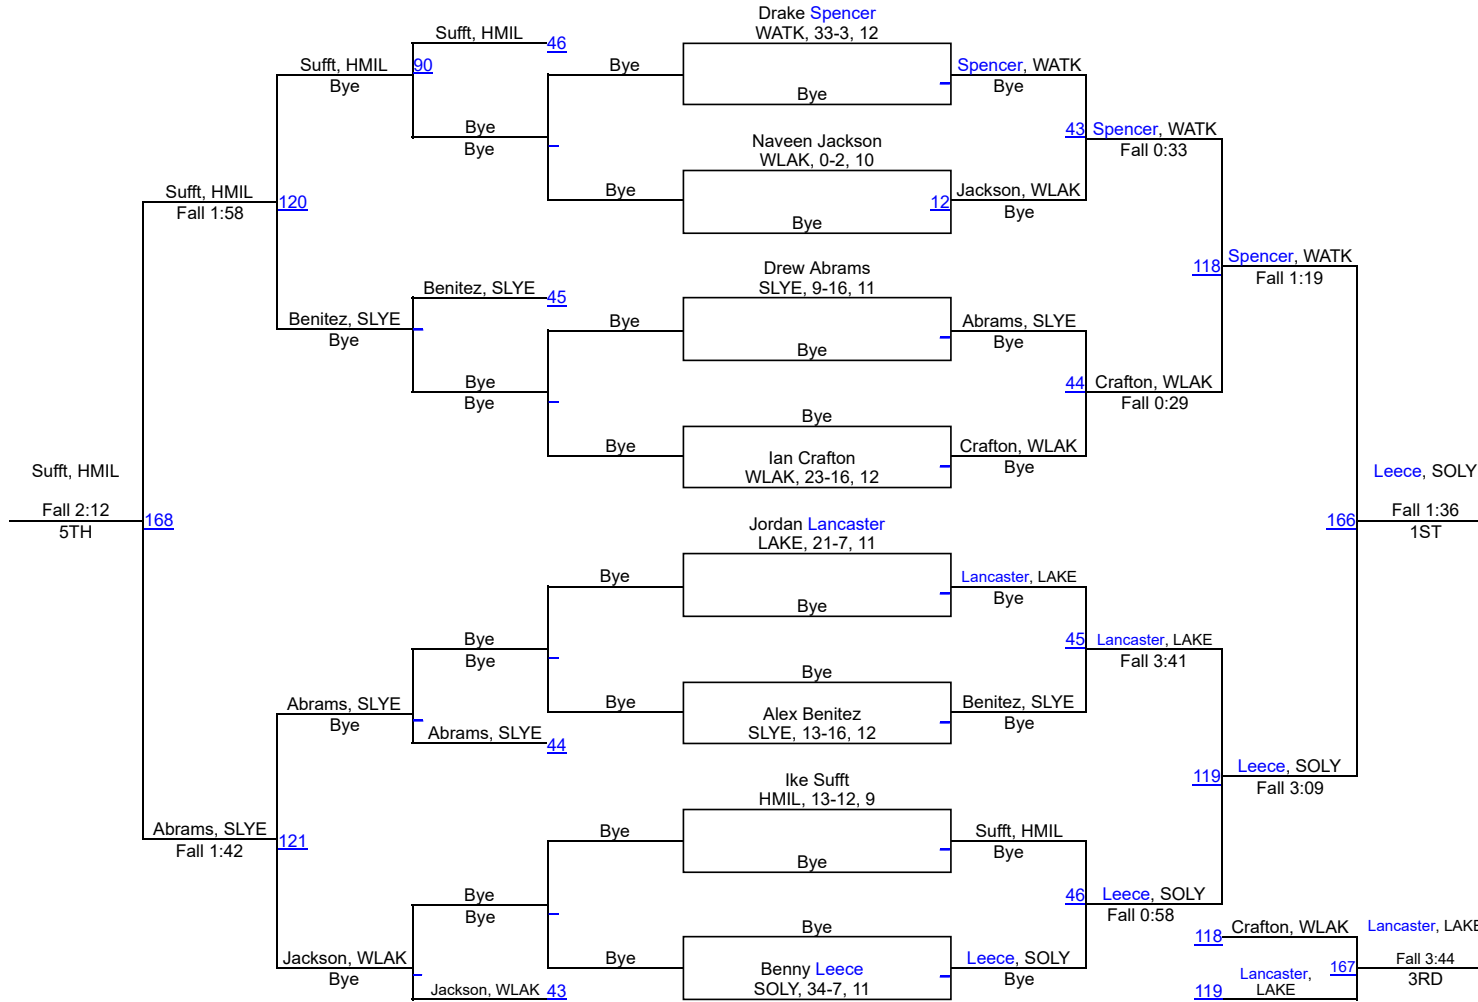 Drake Spencer
WATK, 33-3, 12
Bye
Naveen Jackson
WLAK, 0-2, 10
Bye
Drew Abrams
SLYE, 9-16, 11
Bye
Bye
Ian Crafton
WLAK, 23-16, 12
Jordan Lancaster
LAKE, 21-7, 11
Bye
Bye
Alex Benitez
SLYE, 13-16, 12
Ike Sufft
HMIL, 13-12, 9
Bye
Bye
Benny Leece
SOLY, 34-7, 11
Spencer, WATK
Bye
12
Jackson, WLAK
Bye
Abrams, SLYE
Bye
Crafton, WLAK
Bye
Lancaster, LAKE
Bye
Benitez, SLYE
Bye
Sufft, HMIL
Bye
Leece, SOLY
Bye
43
Spencer, WATK
Fall 0:33
44
Crafton, WLAK
Fall 0:29
45
Lancaster, LAKE
Fall 3:41
46
Leece, SOLY
Fall 0:58
118
Spencer, WATK
Fall 1:19
119
Leece, SOLY
Fall 3:09
166
Leece, SOLY
Fall 1:36
1ST
118
Crafton, WLAK
119
Lancaster,
LAKE
167
Lancaster, LAKE
Fall 3:44
3RD
Bye
Bye
Bye
Bye
Bye
Bye
Bye
Bye
Sufft, HMIL
46
Bye
Bye
Benitez, SLYE
45
Bye
Bye
Bye
Bye
Abrams, SLYE
44
Bye
Bye
Jackson, WLAK
43
90
Sufft, HMIL
Bye
Benitez, SLYE
Bye
Abrams, SLYE
Bye
Jackson, WLAK
Bye
120
Sufft, HMIL
Fall 1:58
121
Abrams, SLYE
Fall 1:42
168
Sufft, HMIL
Fall 2:12
5TH